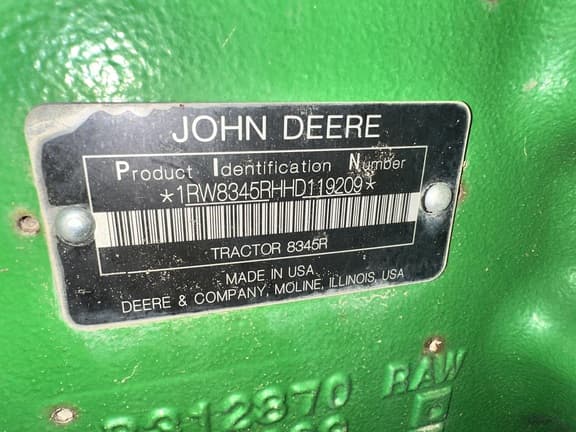 JOHN DEERE
Product Identification Number
*1RW8345RHHD119209*
TRACTOR 8345R
MADE IN USA
DEERE & COMPANY, MOLINE, ILLINOIS, USA
RAW